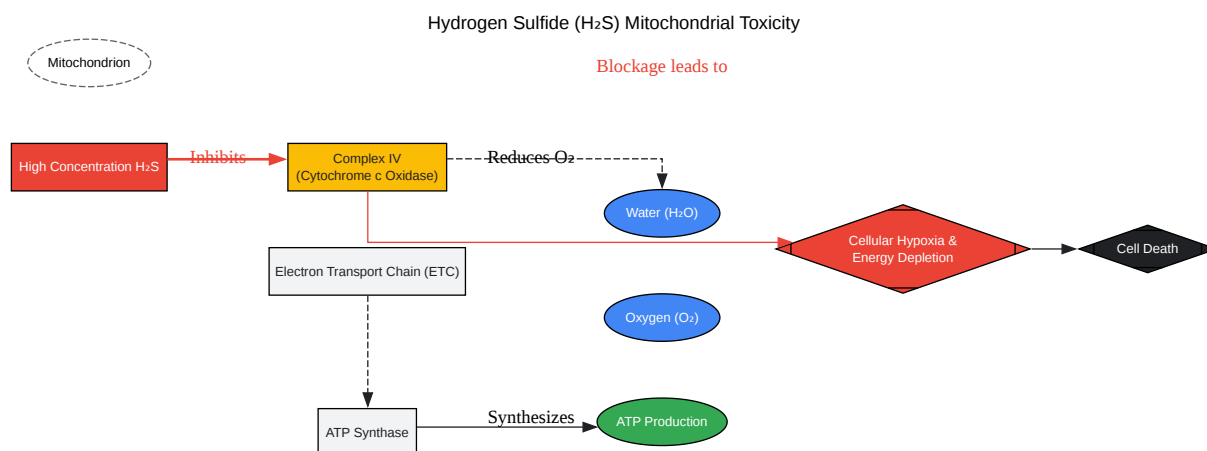 Hydrogen Sulfide (H₂S) Mitochondrial Toxicity
Mitochondrion
Blockage leads to
High Concentration H₂S
Inhibits
Complex IV
(Cytochrome c Oxidase)
Reduces O₂
Water (H₂O)
Cellular Hypoxia &
Energy Depletion
Cell Death
Electron Transport Chain (ETC)
Oxygen (O₂)
ATP Synthase
Synthesizes
ATP Production